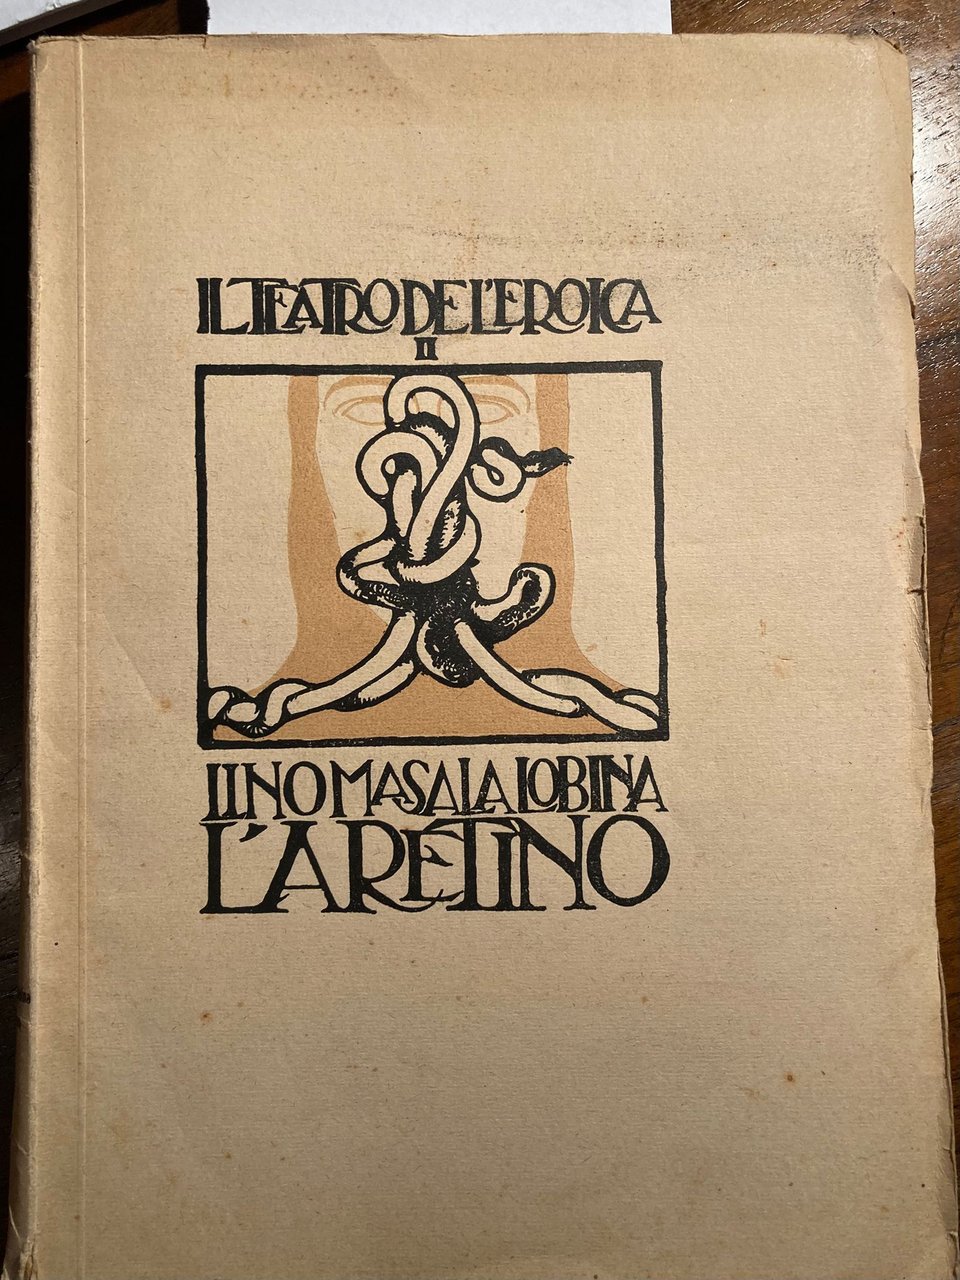 IL TEATRO DE L'EROICA
II
LINO MASALA LOBINA
L'ARETINO